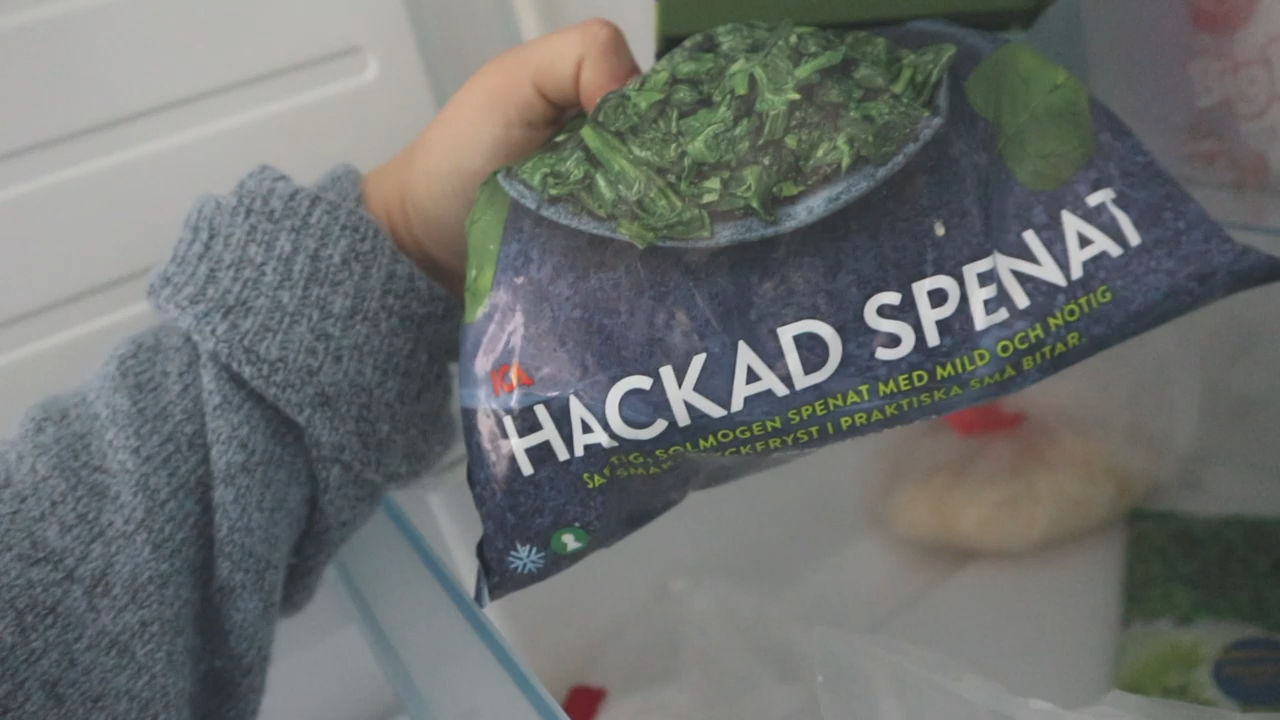 ICA
HACKAD SPENAT
SAFTIG, SOLMOGEN SPENAT MED MILD OCH NÖTIG
SMAK. I PRAKTISKA SMÅ BITAR.